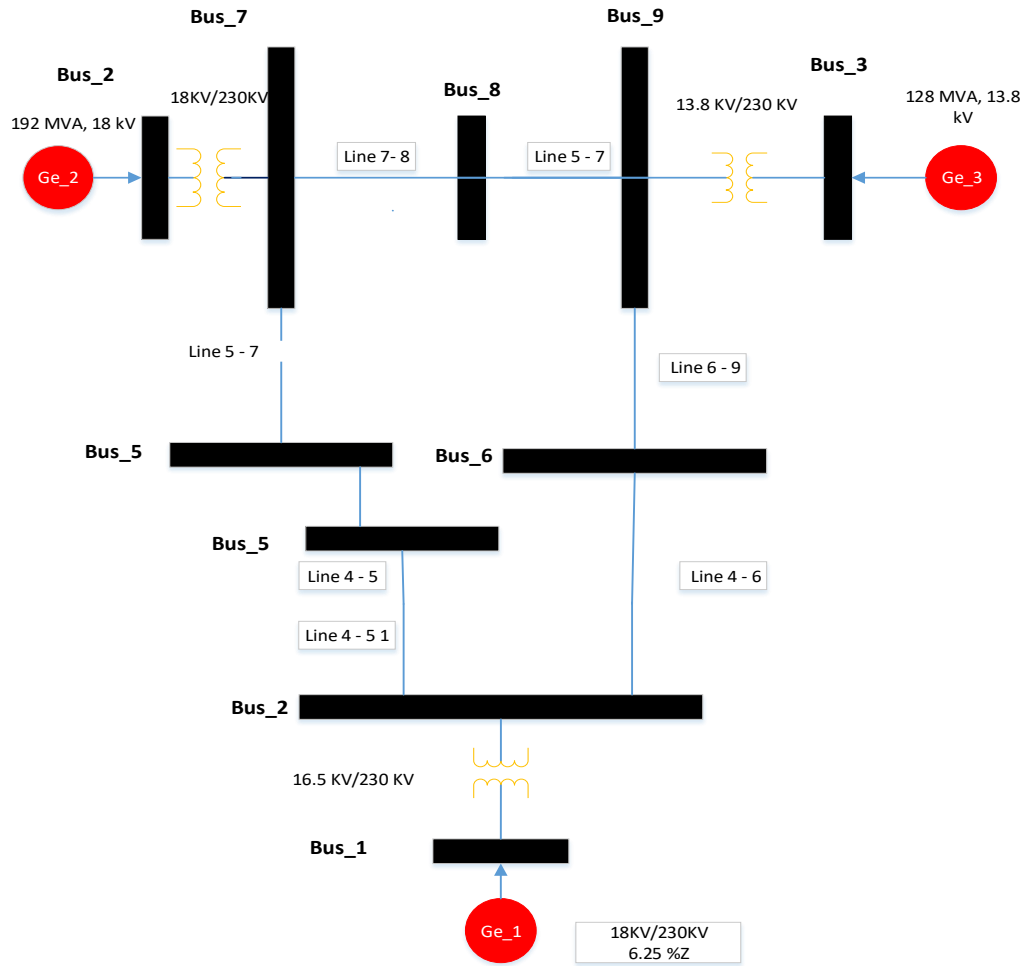 Bus_7
Bus_9
Bus_2
Bus_8
Bus_3
18KV/230KV
13.8 KV/230 KV
128 MVA, 13.8
kV
192 MVA, 18 kV
Line 7- 8
Line 5 - 7
Ge_2
Ge_3
Line 5 - 7
Line 6 - 9
Bus_5
Bus_6
Bus_5
Line 4 - 5
Line 4 - 6
Line 4 - 5 1
Bus_2
16.5 KV/230 KV
Bus_1
Ge_1
18KV/230KV
6.25 %Z